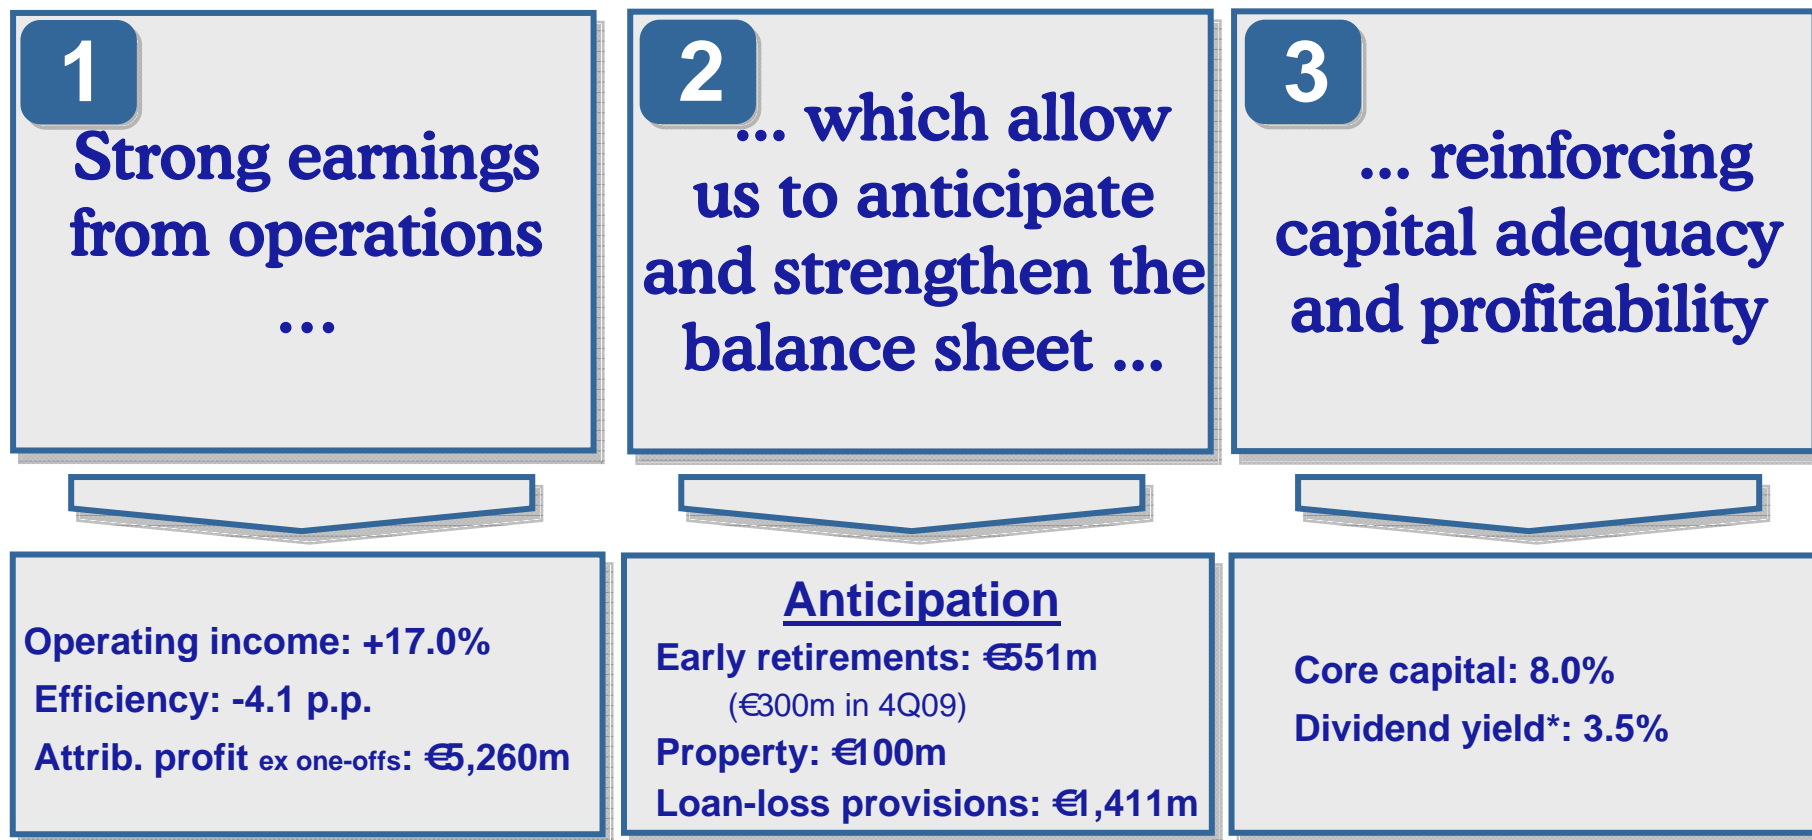 1
Strong earnings
from operations
...
2
... which allow
us to anticipate
and strengthen the
balance sheet ...
3
... reinforcing
capital adequacy
and profitability
Operating income: +17.0%
Efficiency: -4.1 p.p.
Attrib. profit ex one-offs: €5,260m
Anticipation
Early retirements: €551m
(€300m in 4Q09)
Property: €100m
Loan-loss provisions: €1,411m
Core capital: 8.0%
Dividend yield*: 3.5%